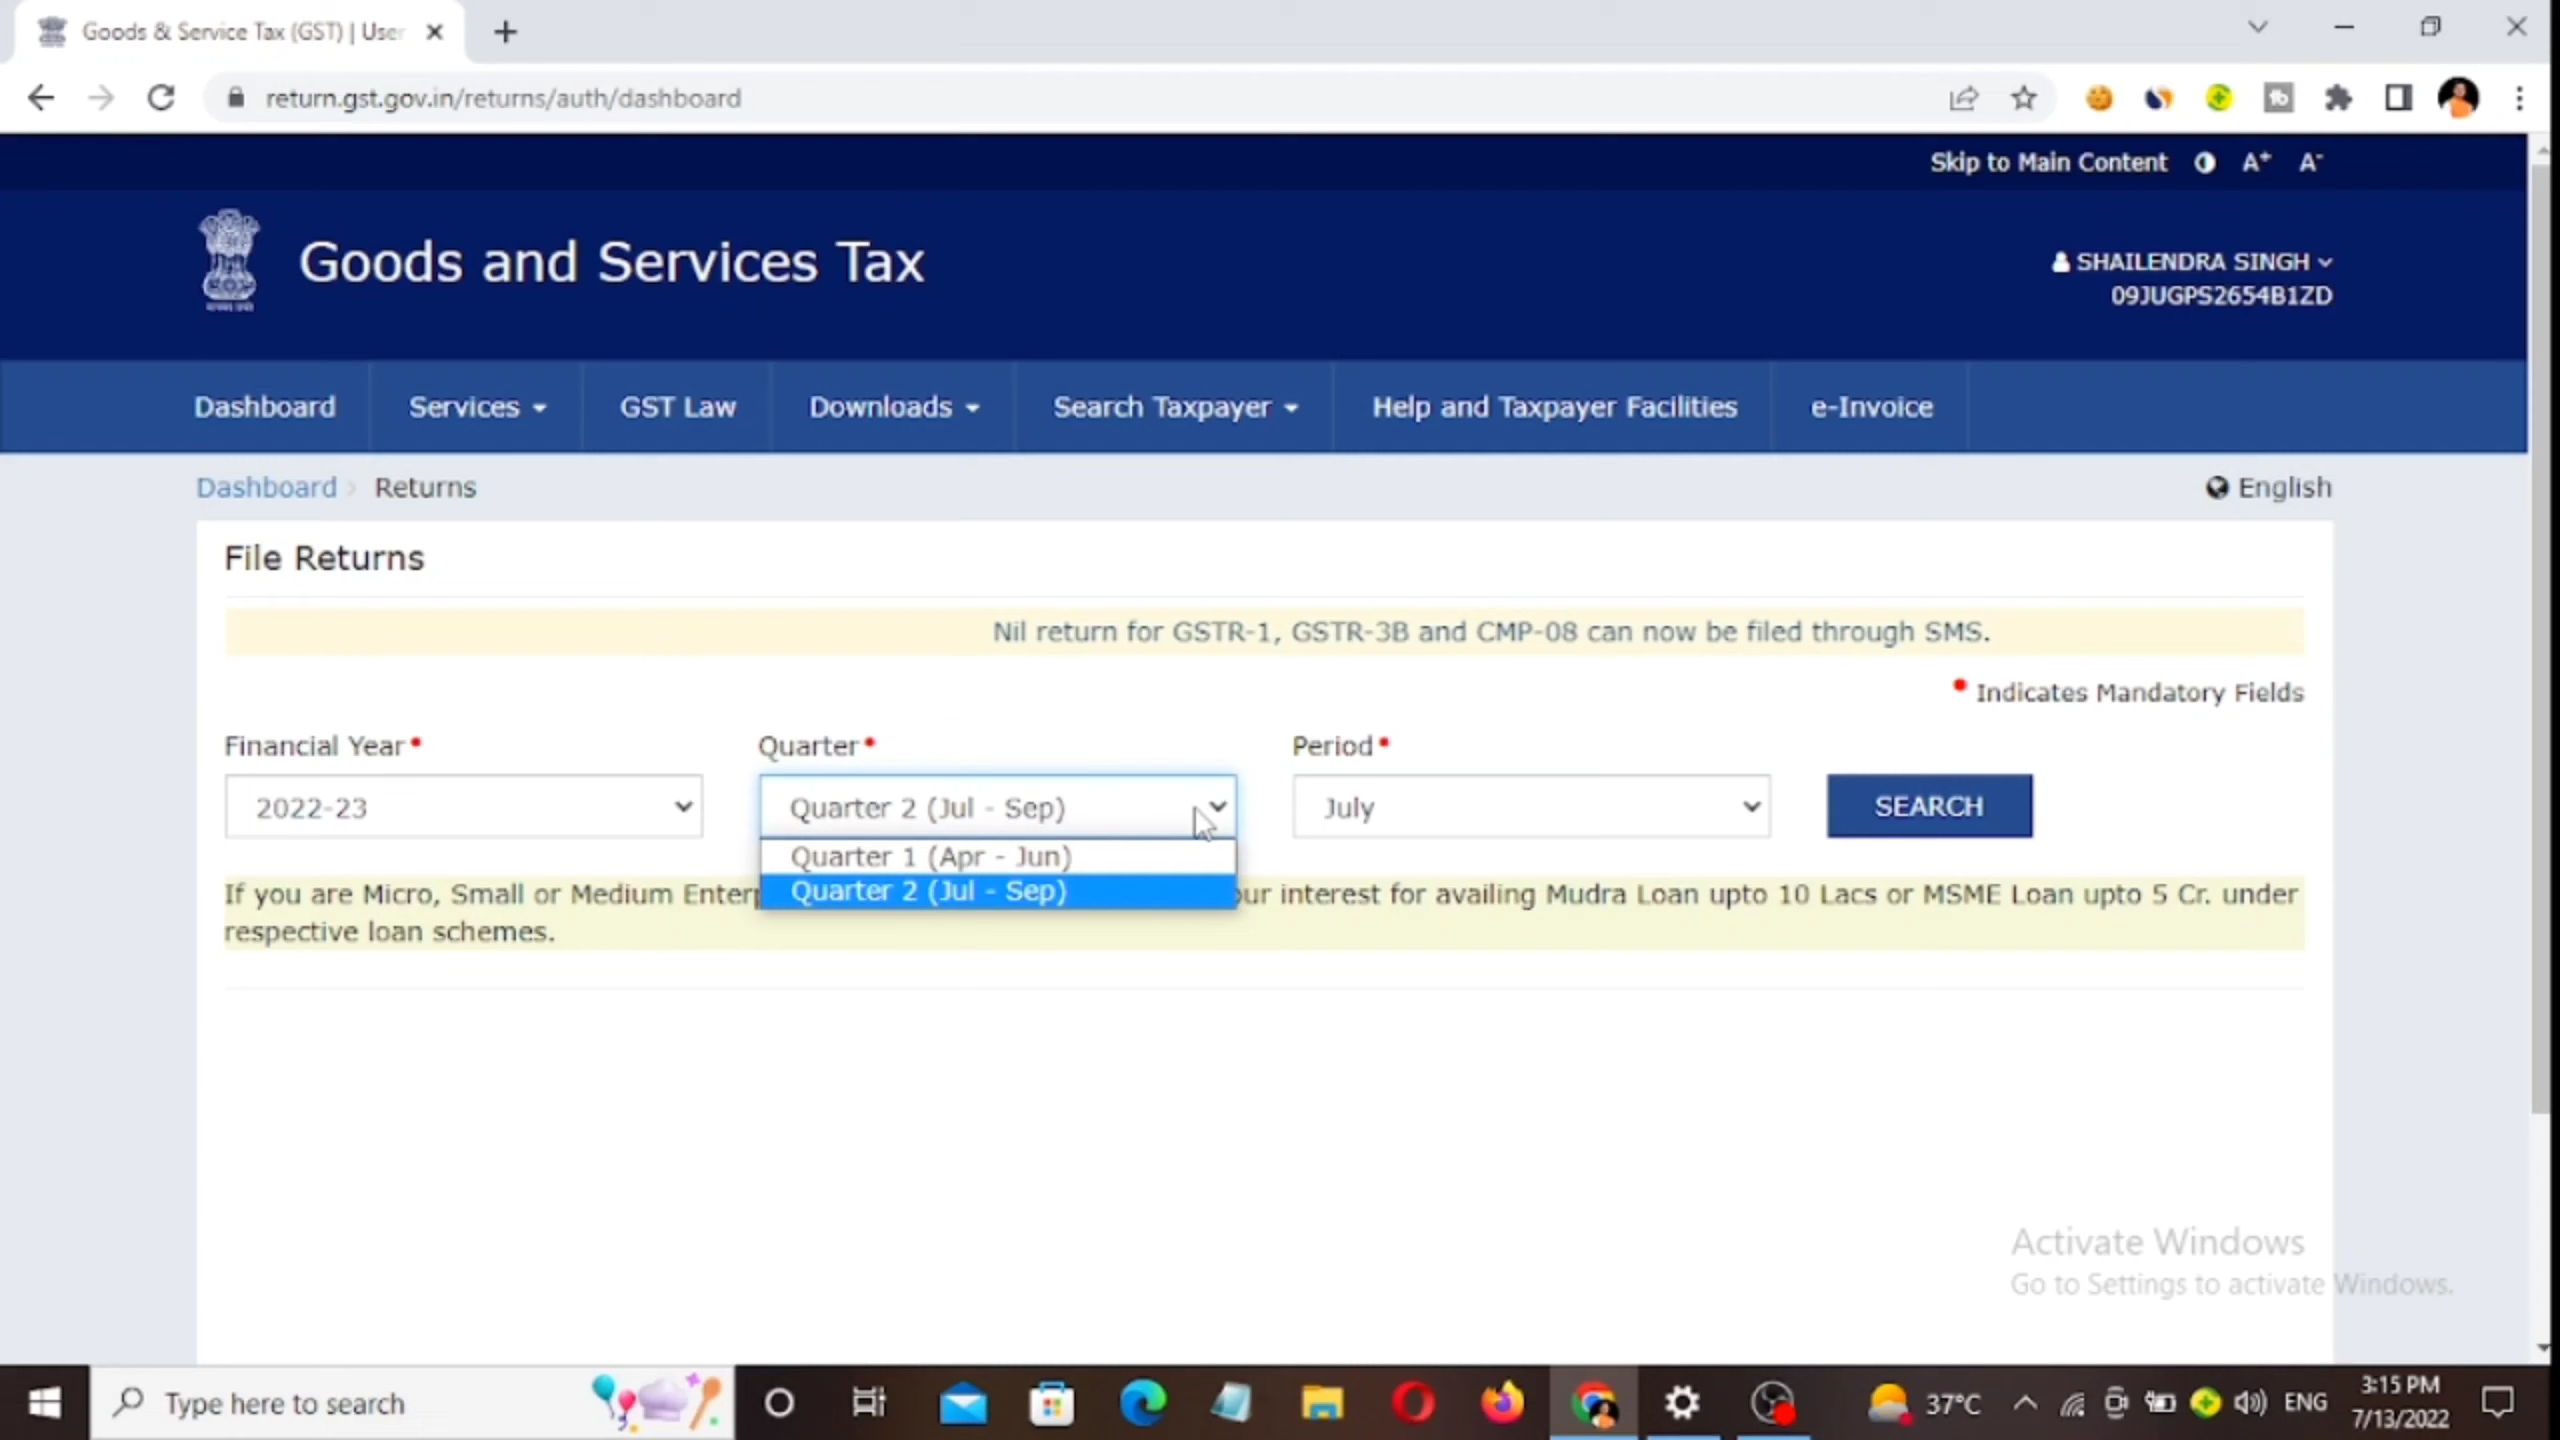 Goods & Service Tax (GST) | User
return.gst.gov.in/returns/auth/dashboard
Skip to Main Content A+ A-
Goods and Services Tax
SHAILENDRA SINGH
09JUGPS2654B1ZD
Dashboard Services GST Law Downloads Search Taxpayer Help and Taxpayer Facilities e-Invoice
Dashboard > Returns English
File Returns
Nil return for GSTR-1, GSTR-3B and CMP-08 can now be filed through SMS.
• Indicates Mandatory Fields
Financial Year• Quarter• Period•
2022-23 Quarter 2 (Jul - Sep) July SEARCH
Quarter 1 (Apr - Jun)
Quarter 2 (Jul - Sep)
If you are Micro, Small or Medium interest for availing Mudra Loan upto 10 Lacs or MSME Loan upto 5 Cr. under
respective loan schemes.
Activate Windows
Go to Settings to activate Windows.
Type here to search 37°C ENG 3:15 PM
7/13/2022